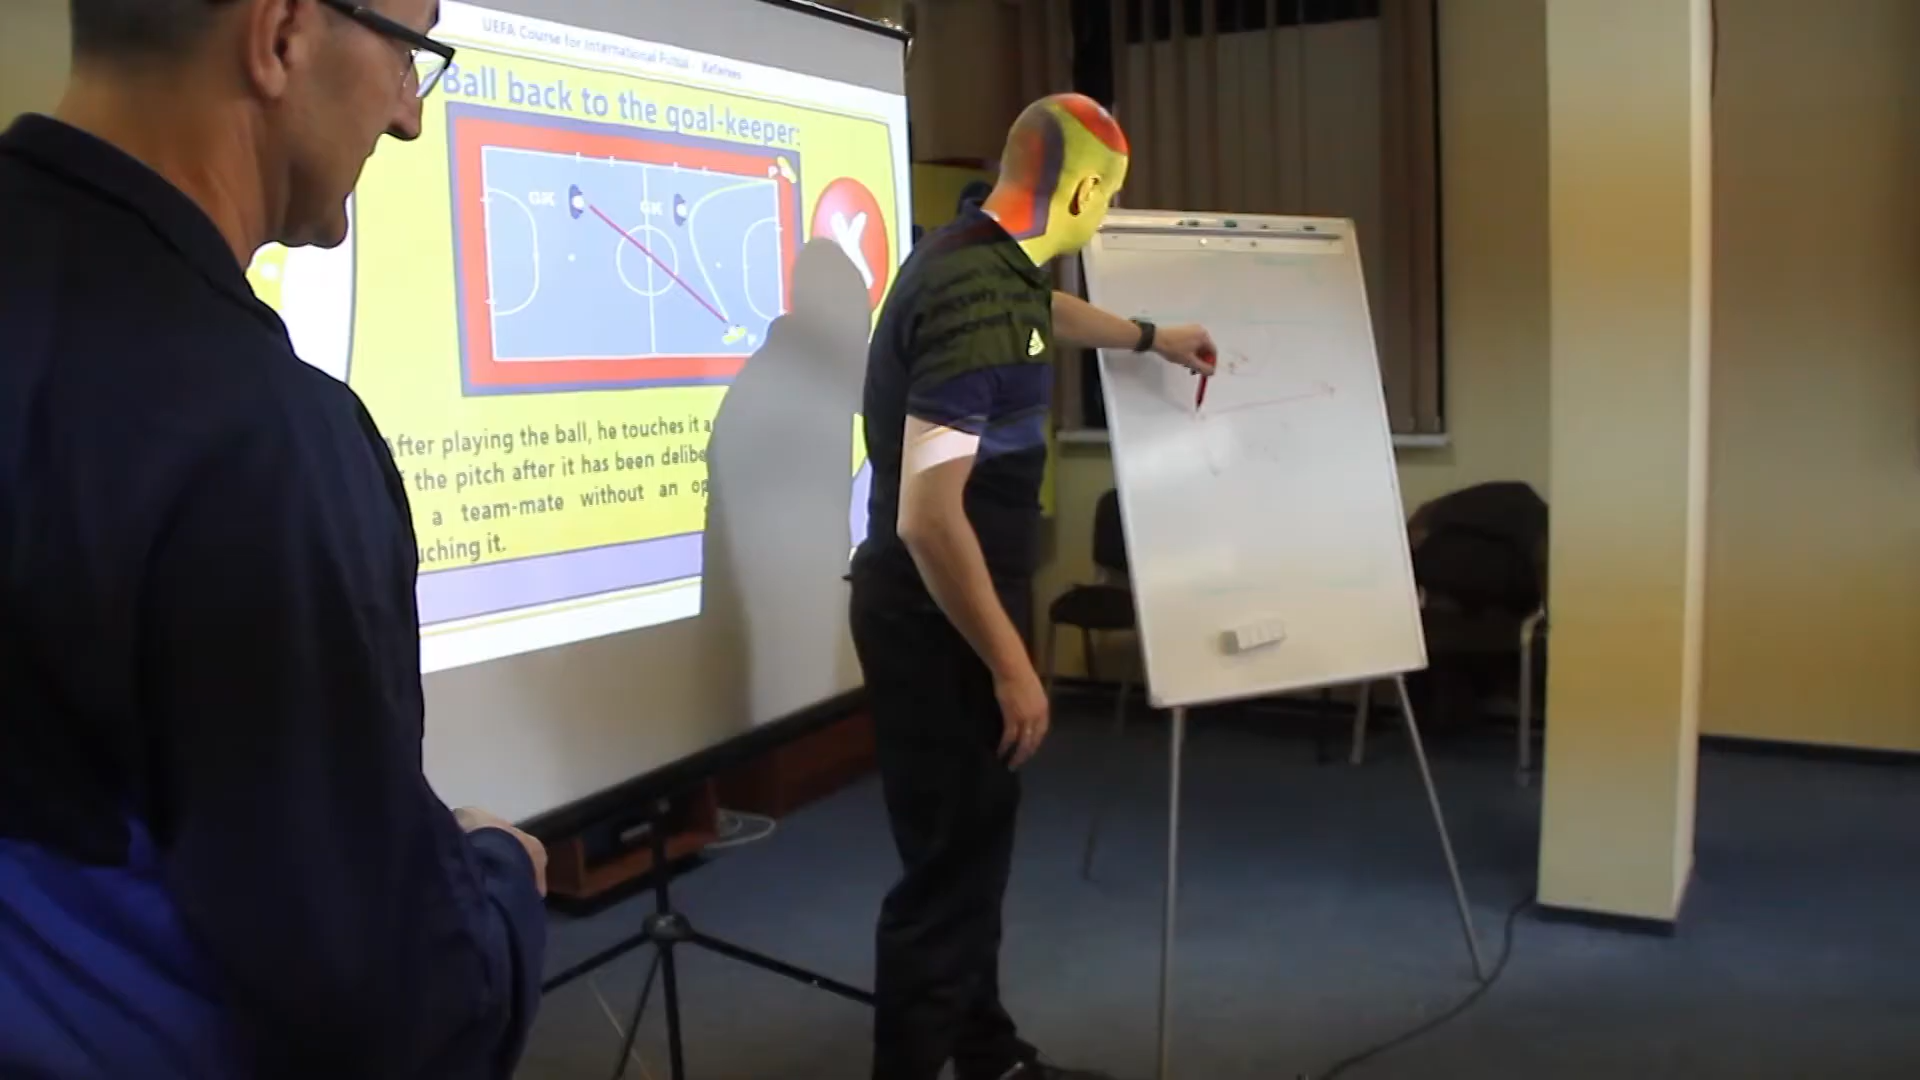 UEFA Course for International Futsal Referees
Ball back to the goal-keeper:
P
GK
GK
P
After playing the ball, he touches it a
the pitch after it has been delibe
a team-mate without an op
uching it.